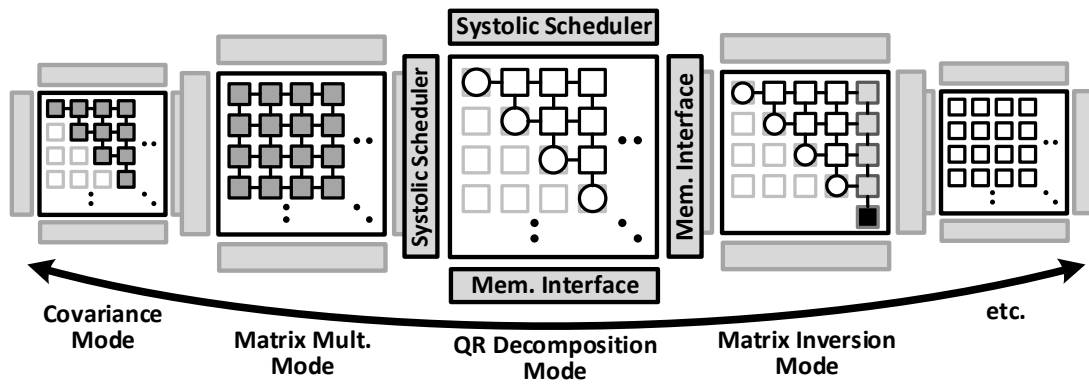 Systolic Scheduler
Systolic Scheduler
Mem. Interface
Mem. Interface
Covariance
Mode
Matrix Mult.
Mode
QR Decomposition
Mode
Matrix Inversion
Mode
etc.